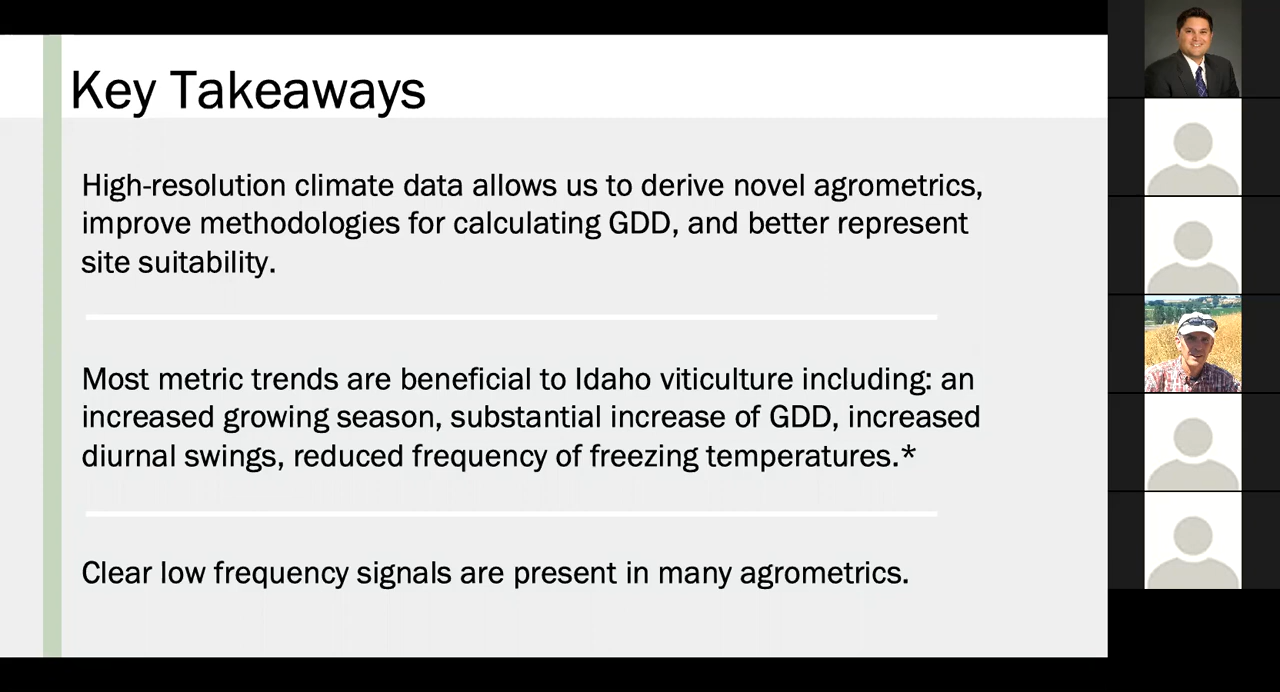 Key Takeaways
High-resolution climate data allows us to derive novel agrometrics,
improve methodologies for calculating GDD, and better represent
site suitability.
Most metric trends are beneficial to Idaho viticulture including: an
increased growing season, substantial increase of GDD, increased
diurnal swings, reduced frequency of freezing temperatures.*
Clear low frequency signals are present in many agrometrics.